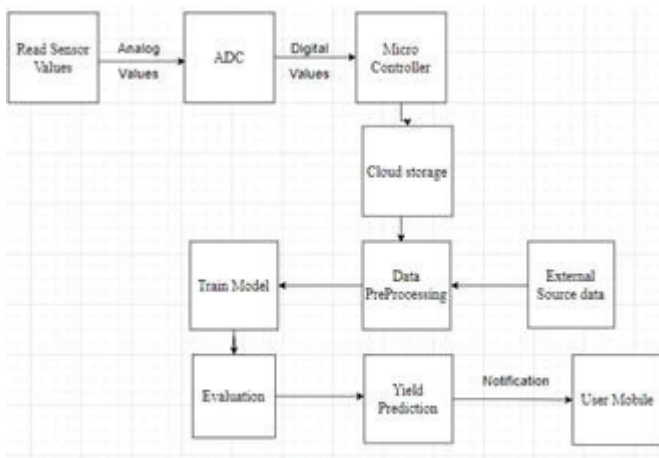 Read Sensor
Values
Analog
Values
ADC
Digital
Values
Micro
Controller
Cloud storage
Train Model
Data
PreProcessing
External
Source data
Evaluation
Yield
Prediction
Notification
User Mobile